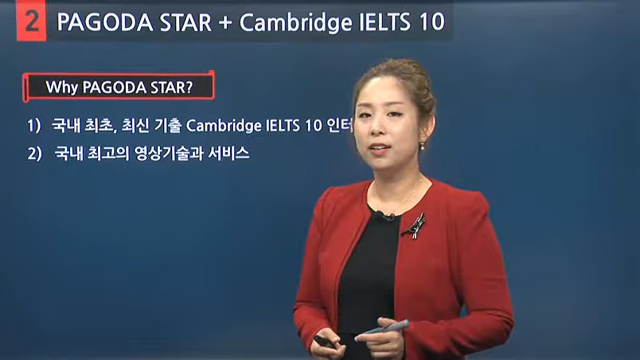 2 PAGODA STAR + Cambridge IELTS 10
Why PAGODA STAR?
1) 국내 최초, 최신 기출 Cambridge IELTS 10
2) 국내 최고의 영상기술과 서비스